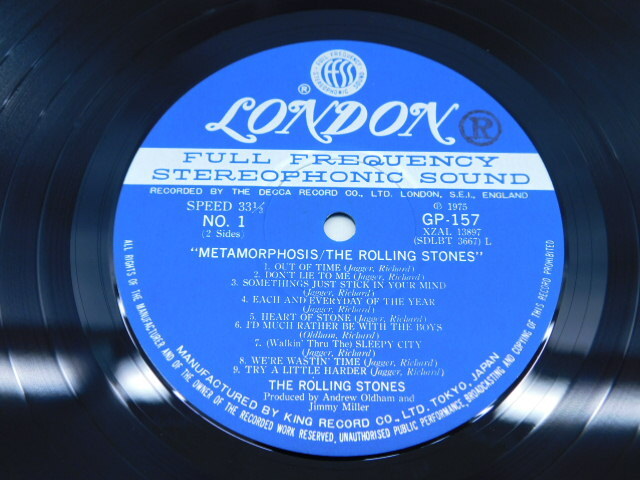 FULL FREQUENCY
STEREOPHONIC
ffss
® LONDON R
FULL FREQUENCY
STEREOPHONIC SOUND
RECORDED BY THE DECCA RECORD CO., LTD. LONDON, S.E.I., ENGLAND
SPEED 33⅓
NO. 1
(2 Sides)
℗ 1975
GP-157
XZAL 13897
(SDLBT 3667) L
"METAMORPHOSIS/THE ROLLING STONES"
1. OUT OF TIME (Jagger, Richard)
2. DON'T LIE TO ME (Jagger, Richard)
3. SOMETHINGS JUST STICK IN YOUR MIND
(Jagger, Richard)
4. EACH AND EVERYDAY OF THE YEAR
(Jagger, Richard)
5. HEART OF STONE (Jagger, Richard)
6. I'D MUCH RATHER BE WITH THE BOYS
(Oldham, Richard)
7. (Walkin' Thru The) SLEEPY CITY
(Jagger, Richard)
8. WE'RE WASTIN' TIME (Jagger, Richard)
9. TRY A LITTLE HARDER (Jagger, Richard)
THE ROLLING STONES
Produced by Andrew Oldham and
Jimmy Miller
MANUFACTURED BY KING RECORD CO., LTD. TOKYO, JAPAN
ALL RIGHTS OF THE MANUFACTURER AND OF THE OWNER OF THE RECORDED WORK RESERVED, UNAUTHORISED PUBLIC PERFORMANCE, BROADCASTING AND COPYING OF THIS RECORD PROHIBITED